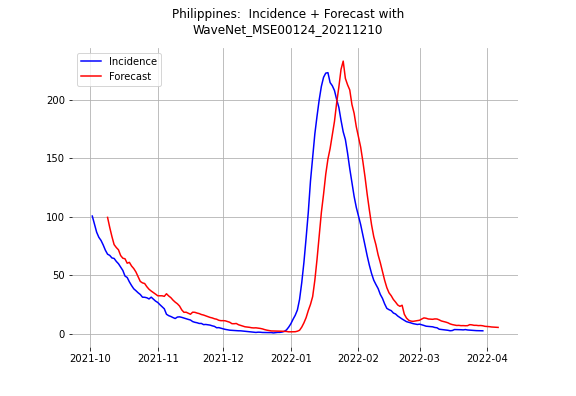 Philippines:  Incidence + Forecast with
WaveNet_MSE00124_20211210
Incidence
Forecast
200
150
100
50
0
2021-10 2021-11 2021-12 2022-01 2022-02 2022-03 2022-04